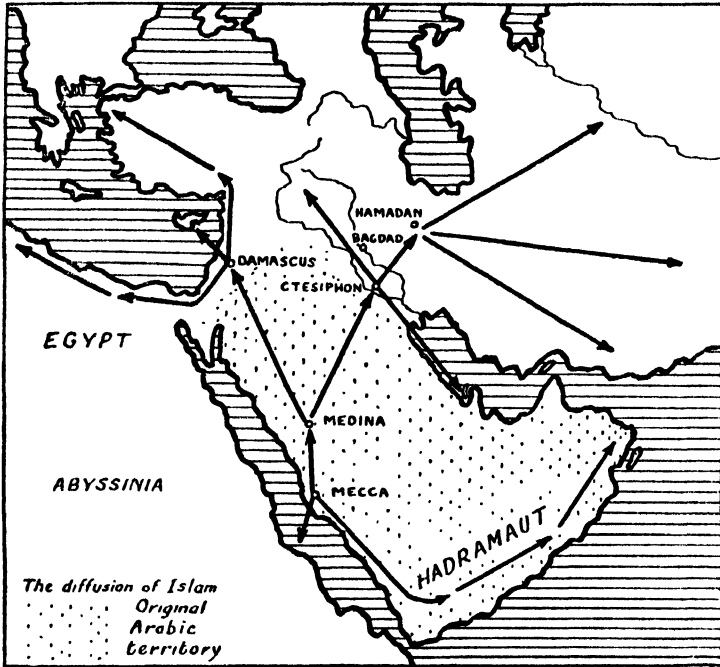 HAMADAN
BAGDAD
DAMASCUS
CTESIPHON
EGYPT
MEDINA
ABYSSINIA
MECCA
HADRAMAUT
The diffusion of Islam
Original
Arabic
territory